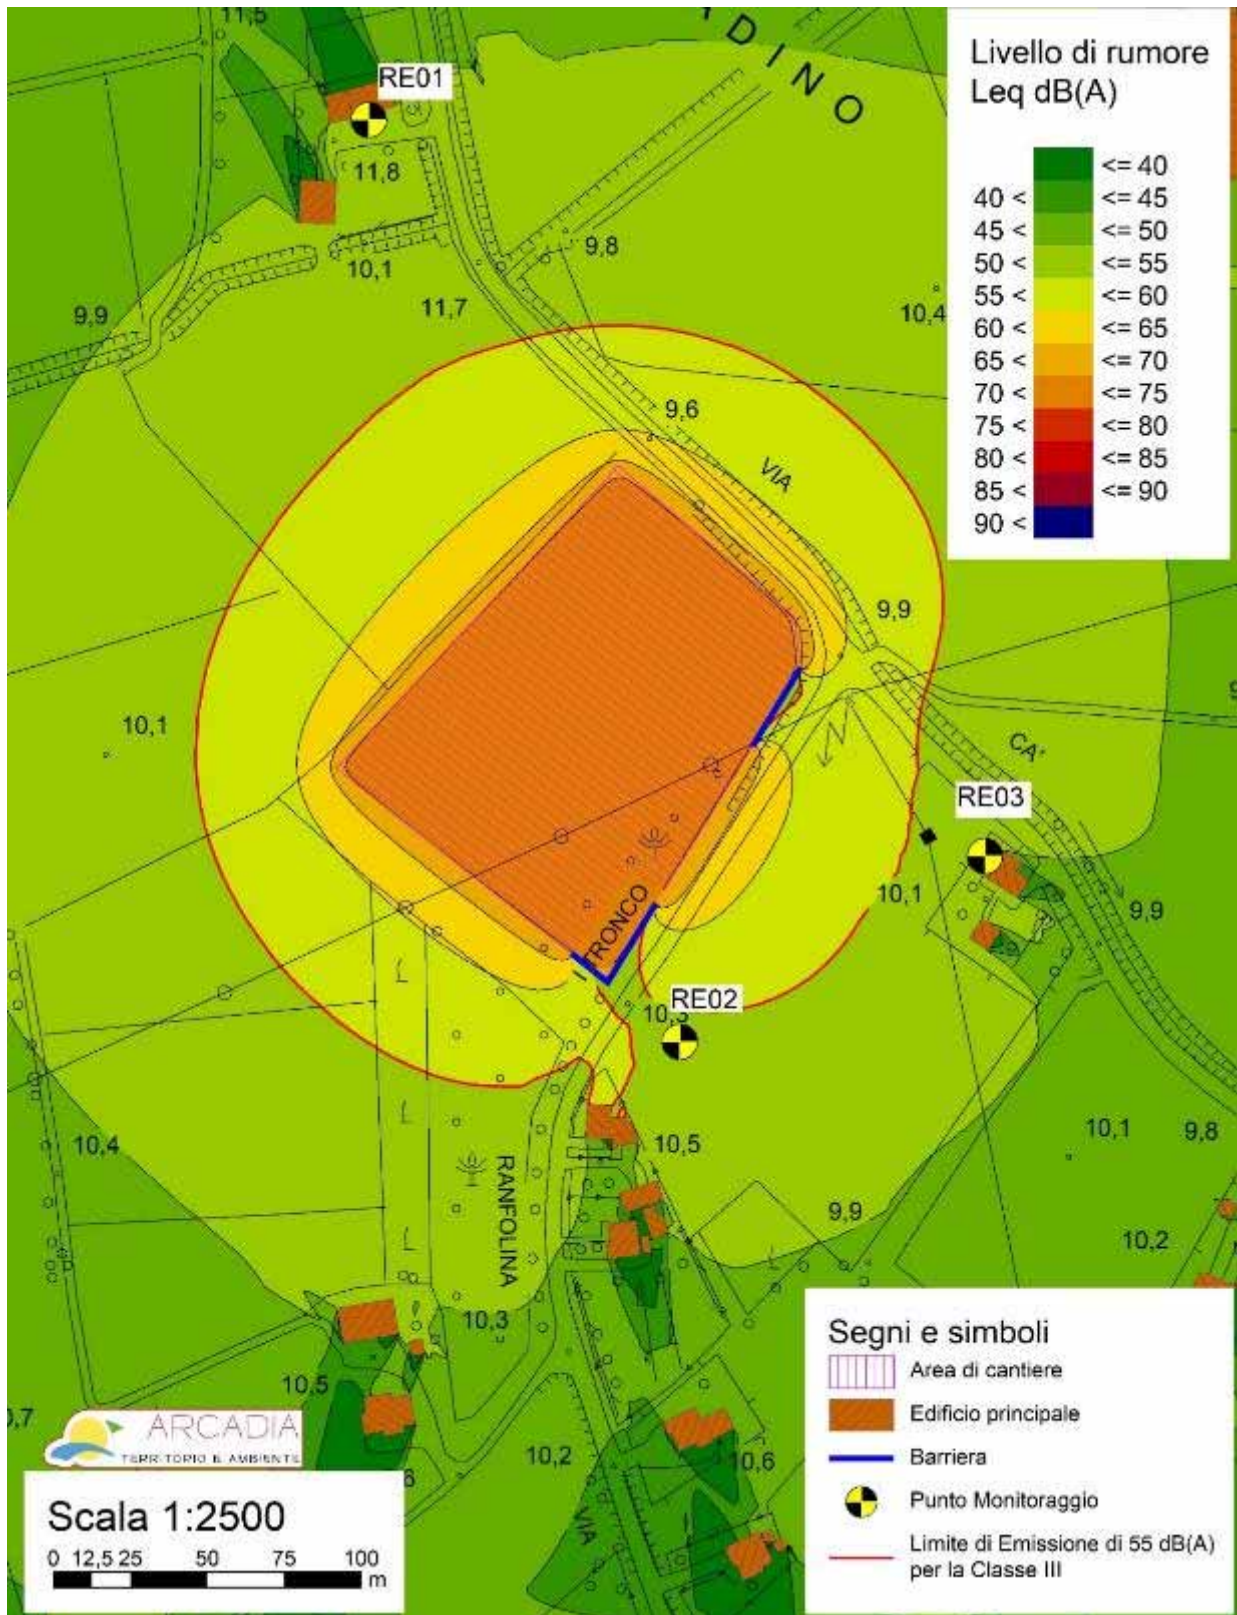 11,5
DINO
RE01
11,8
9,8
10,1
11,7
9,9
10,4
9,6
VIA
9,9
10,1
CA'
RE03
10,1
9,9
TRONCO
RE02
10,3
10,4
10,5
10,1
9,8
RANFOLINA
9,9
10,2
10,3
10,5
10,2
10,6
VIA
Livello di rumore
Leq dB(A)
<= 40
40 < <= 45
45 < <= 50
50 < <= 55
55 < <= 60
60 < <= 65
65 < <= 70
70 < <= 75
75 < <= 80
80 < <= 85
85 < <= 90
90 <
Segni e simboli
Area di cantiere
Edificio principale
Barriera
Punto Monitoraggio
Limite di Emissione di 55 dB(A)
per la Classe III
ARCADIA
TERRITORIO E AMBIENTE
Scala 1:2500
0 12,5 25 50 75 100
m